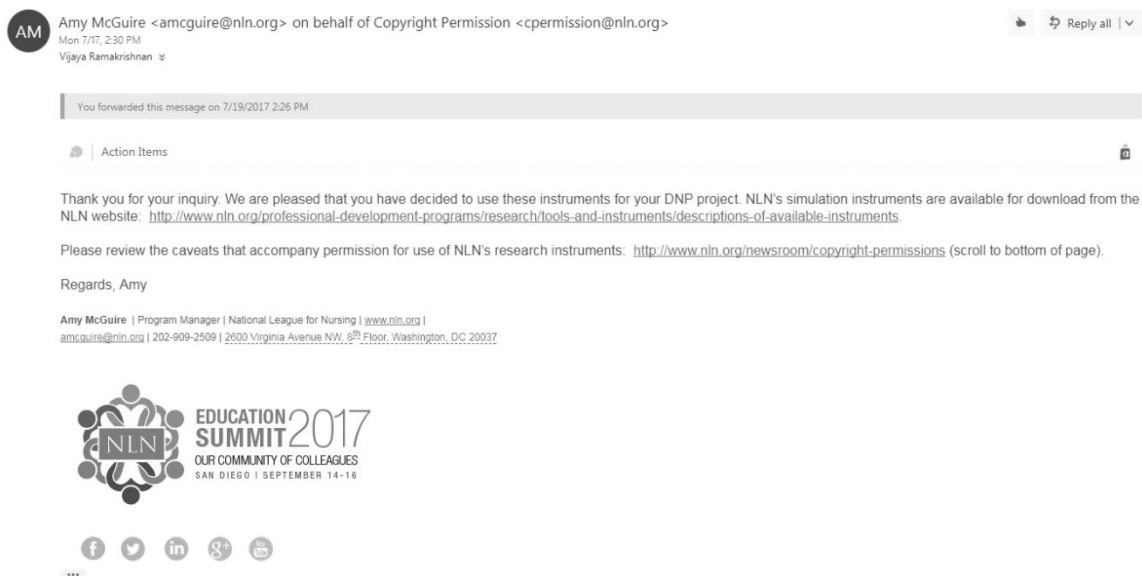 AM
Amy McGuire <amcguire@nln.org> on behalf of Copyright Permission <cpermission@nln.org>
Reply all
Mon 7/17, 2:30 PM
Vijaya Ramakrishnan
You forwarded this message on 7/19/2017 2:26 PM
Action Items
Thank you for your inquiry. We are pleased that you have decided to use these instruments for your DNP project. NLN's simulation instruments are available for download from the
NLN website: http://www.nln.org/professional-development-programs/research/tools-and-instruments/descriptions-of-available-instruments.
Please review the caveats that accompany permission for use of NLN's research instruments: http://www.nln.org/newsroom/copyright-permissions (scroll to bottom of page).
Regards, Amy
Amy McGuire | Program Manager | National League for Nursing | www.nln.org |
amcguire@nln.org | 202-909-2509 | 2600 Virginia Avenue NW, 8th Floor, Washington, DC 20037
NLN
EDUCATION
SUMMIT 2017
OUR COMMUNITY OF COLLEAGUES
SAN DIEGO | SEPTEMBER 14-16
f in g+ You Tube
...